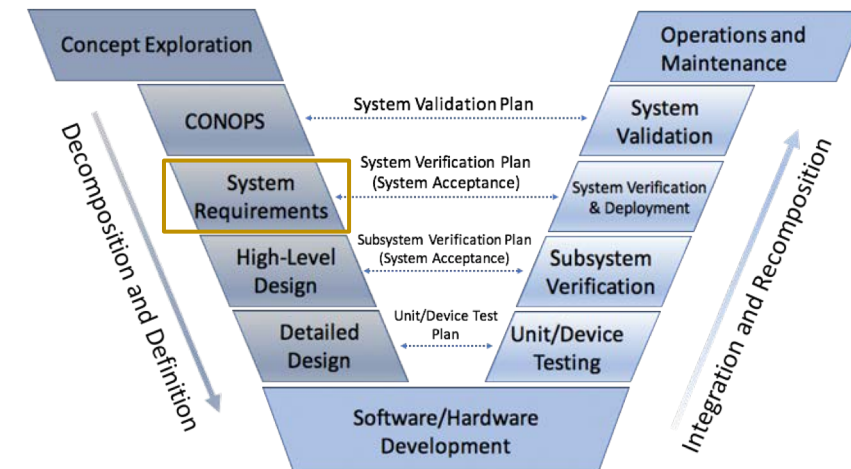 Concept Exploration
Operations and
Maintenance
CONOPS
System Validation Plan
System
Validation
System
Requirements
System Verification Plan
(System Acceptance)
System Verification
& Deployment
High-Level
Design
Subsystem Verification Plan
(System Acceptance)
Subsystem
Verification
Detailed
Design
Unit/Device Test
Plan
Unit/Device
Testing
Software/Hardware
Development
Decomposition and Definition
Integration and Recomposition